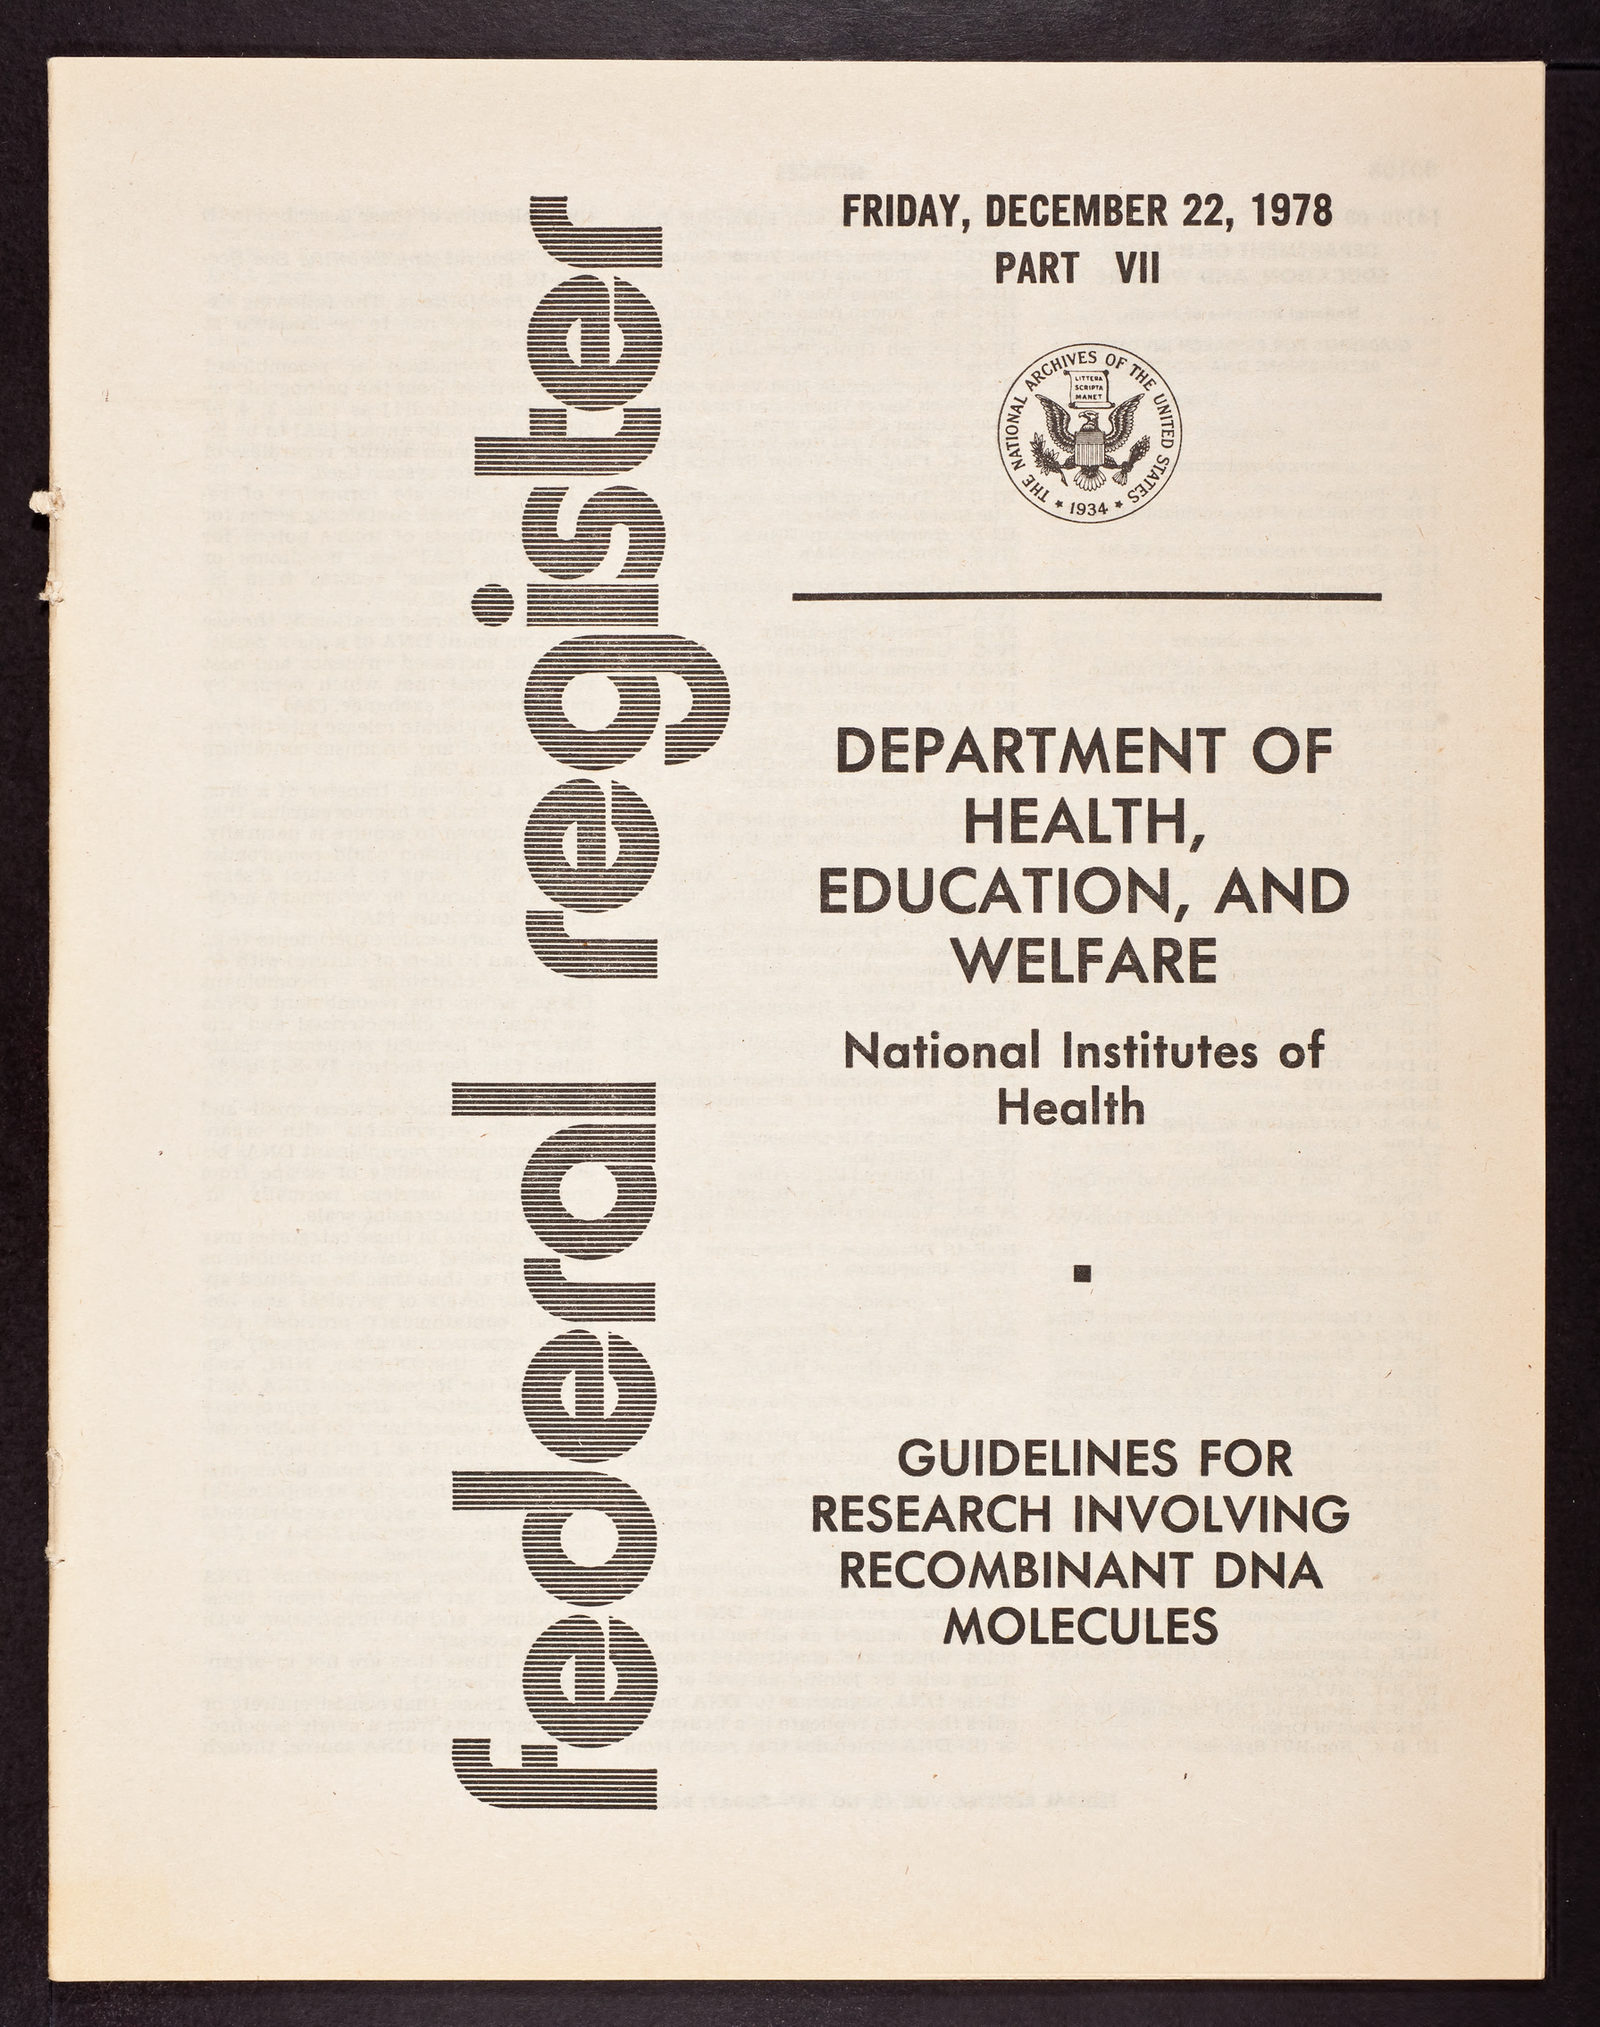 federal register
FRIDAY, DECEMBER 22, 1978
PART VII
THE NATIONAL ARCHIVES OF THE UNITED STATES
LITTERA
SCRIPTA
MANET
★ 1934 ★
DEPARTMENT OF
HEALTH,
EDUCATION, AND
WELFARE
National Institutes of
Health
■
GUIDELINES FOR
RESEARCH INVOLVING
RECOMBINANT DNA
MOLECULES